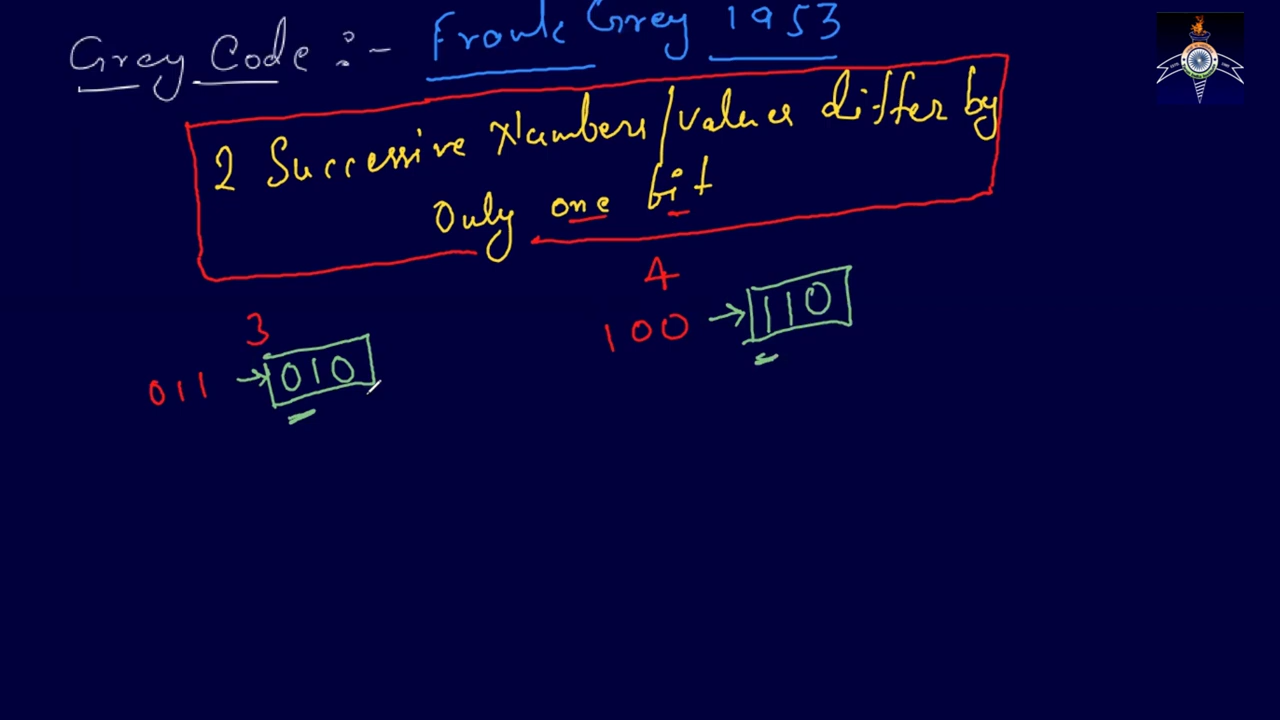 Grey Code :- Frank Grey 1953
2 Successive Numbers/values differ by
Only one bit
3
011 → 010
4
100 → 110